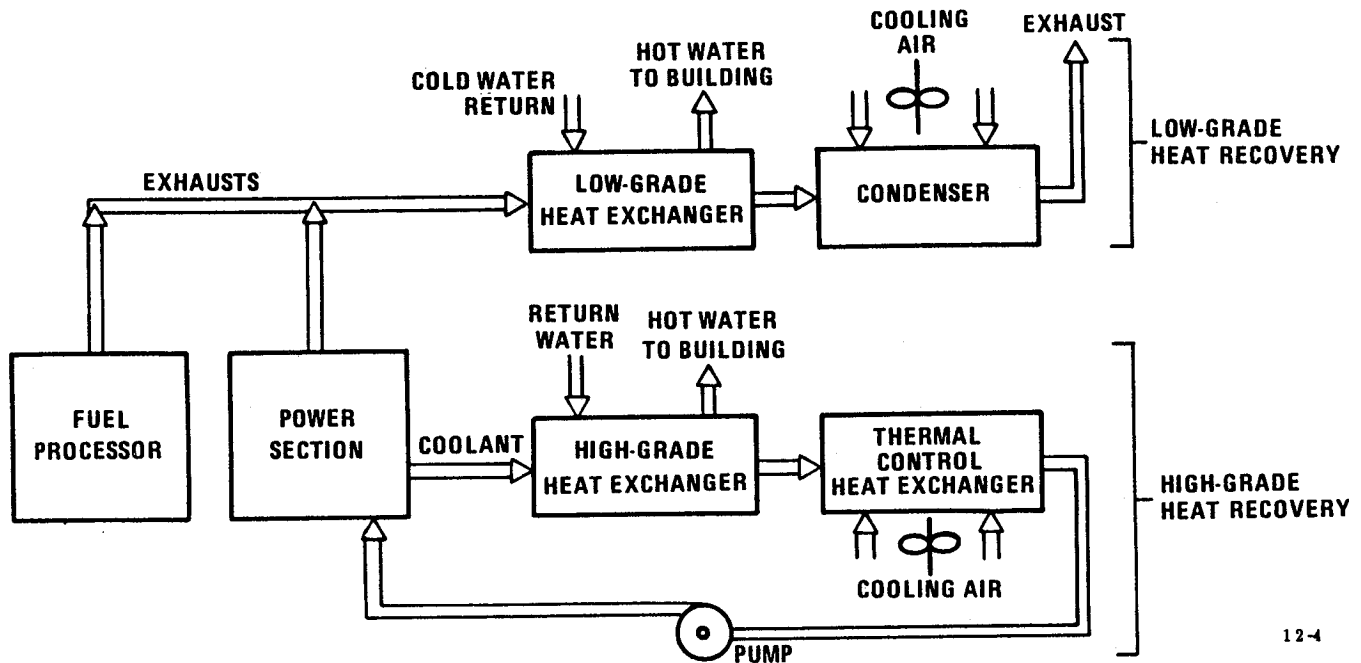 COOLING
AIR
EXHAUST
HOT WATER
TO BUILDING
COLD WATER
RETURN
LOW-GRADE
HEAT RECOVERY
EXHAUSTS
LOW-GRADE
HEAT EXCHANGER
CONDENSER
RETURN
WATER
HOT WATER
TO BUILDING
FUEL
PROCESSOR
POWER
SECTION
COOLANT
HIGH-GRADE
HEAT EXCHANGER
THERMAL
CONTROL
HEAT EXCHANGER
HIGH-GRADE
HEAT RECOVERY
COOLING AIR
PUMP
12-4